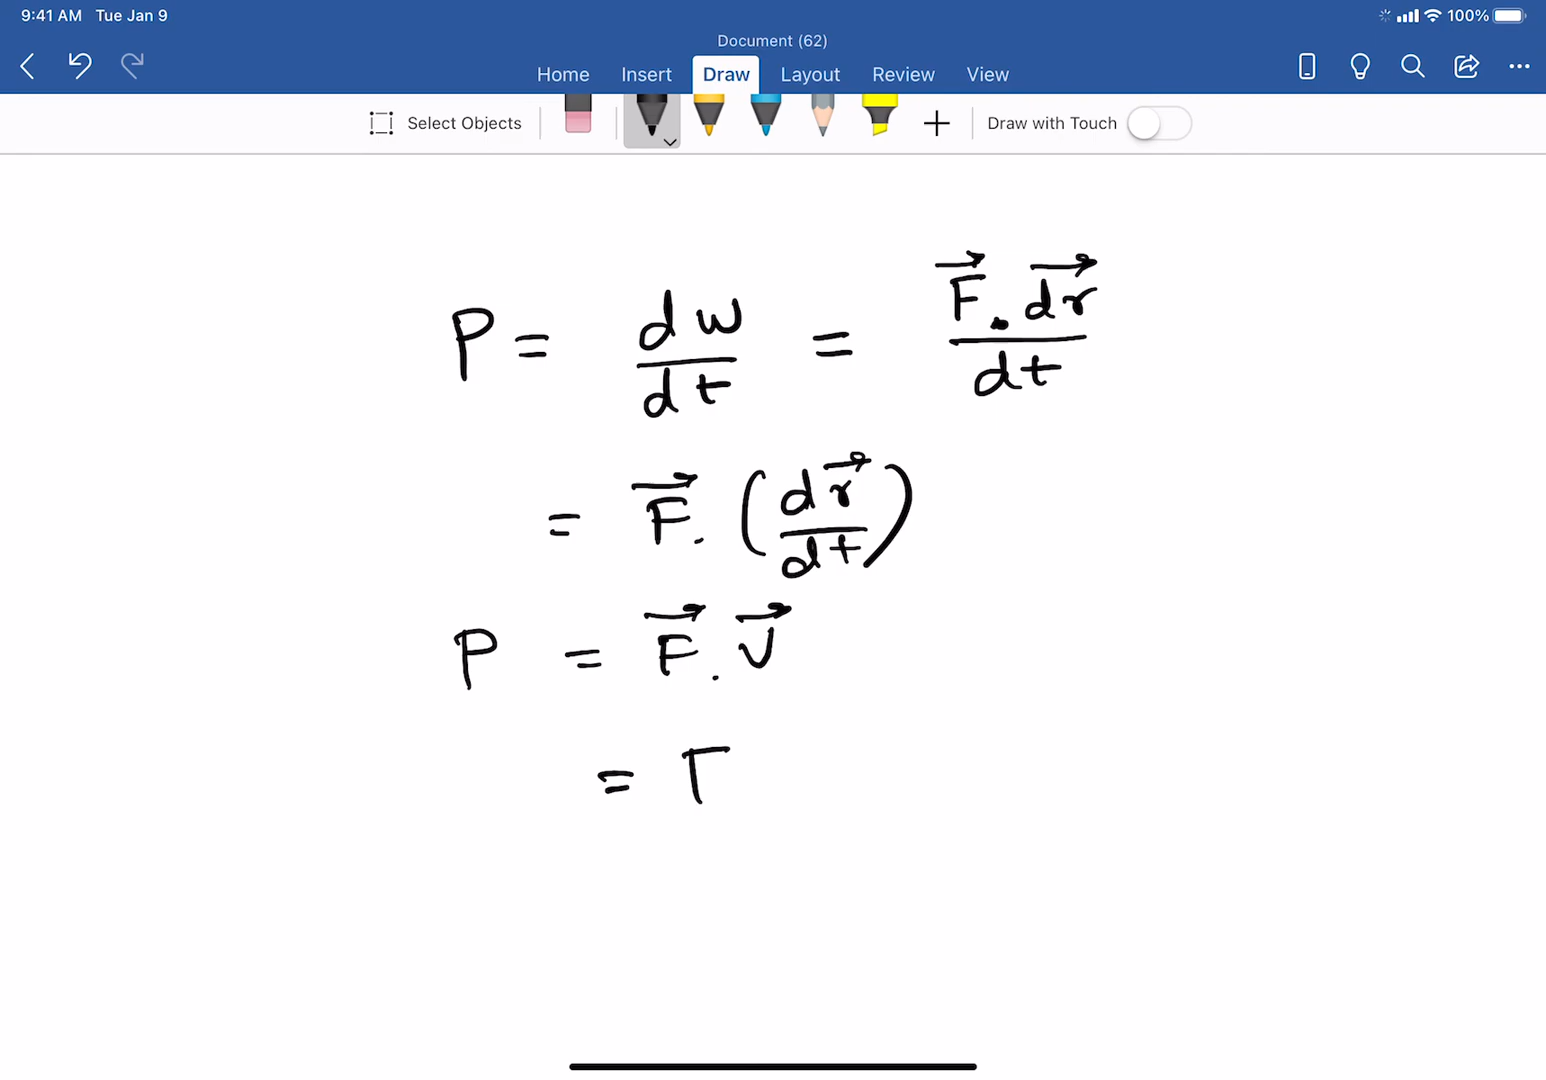 9:41 AM Tue Jan 9
100%
Document (62)
Home Insert Draw Layout Review View
Select Objects
Draw with Touch
P = dw/dt = F⃗ . d⃗r⃗/dt
= F⃗ . (dr⃗/dt)
P = F⃗ . V⃗
= Γ